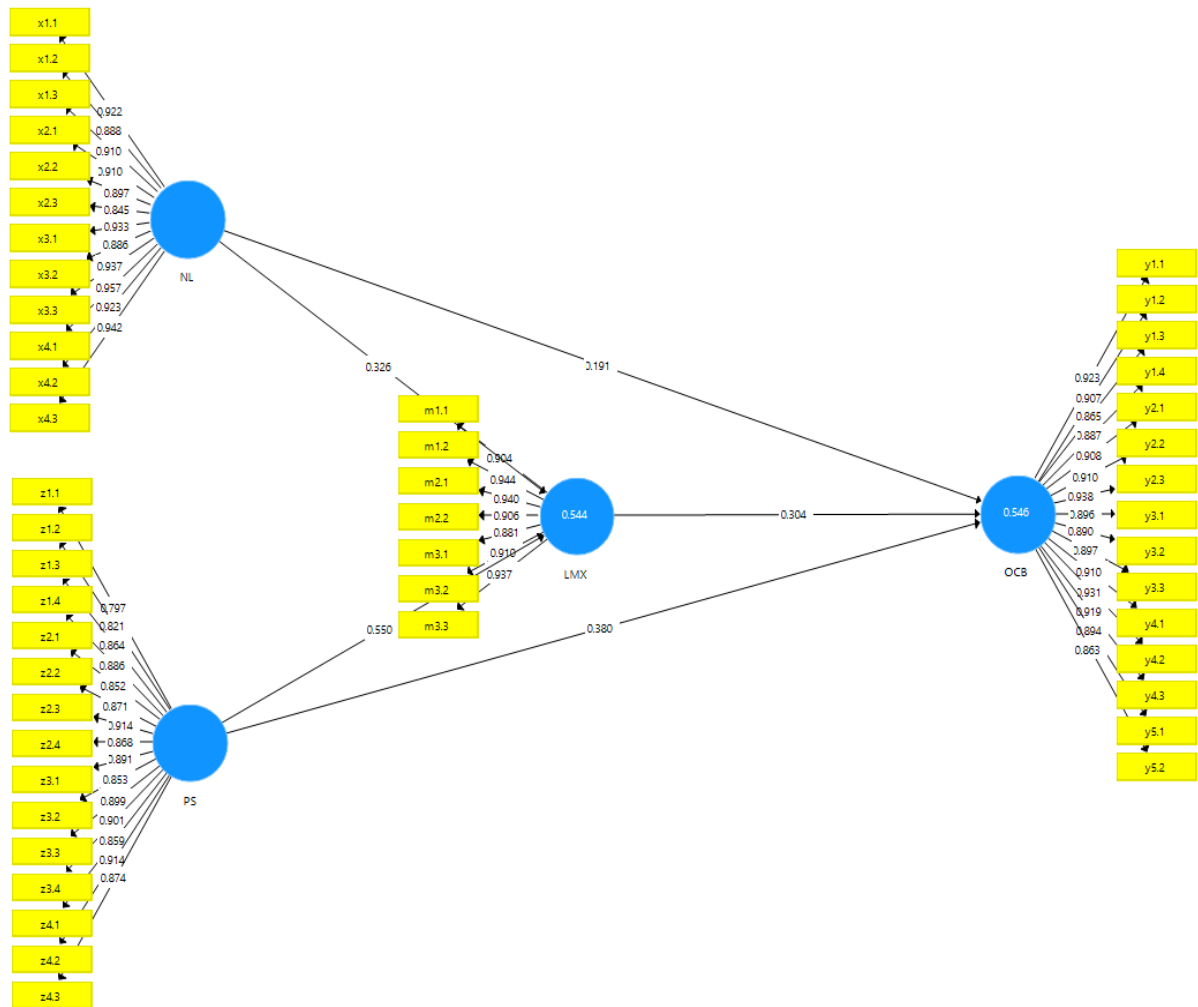 x1.1
x1.2
x1.3
x2.1
x2.2
x2.3
x3.1
x3.2
x3.3
x4.1
x4.2
x4.3
0.922
0.888
0.910
0.910
0.897
0.845
0.933
0.886
0.937
0.957
0.923
0.942
NL
0.326
0.191
m1.1
m1.2
m2.1
m2.2
m3.1
m3.2
m3.3
0.904
0.944
0.940
0.906
0.881
0.910
0.937
0.544
LMX
0.304
z1.1
z1.2
z1.3
z1.4
z2.1
z2.2
z2.3
z2.4
z3.1
z3.2
z3.3
z3.4
z4.1
z4.2
z4.3
0.797
0.821
0.864
0.886
0.852
0.871
0.914
0.868
0.891
0.853
0.899
0.901
0.859
0.914
0.874
PS
0.550
0.380
0.546
OCB
0.923
0.907
0.865
0.887
0.908
0.910
0.938
0.896
0.890
0.897
0.910
0.931
0.919
0.894
0.863
y1.1
y1.2
y1.3
y1.4
y2.1
y2.2
y2.3
y3.1
y3.2
y3.3
y4.1
y4.2
y4.3
y5.1
y5.2